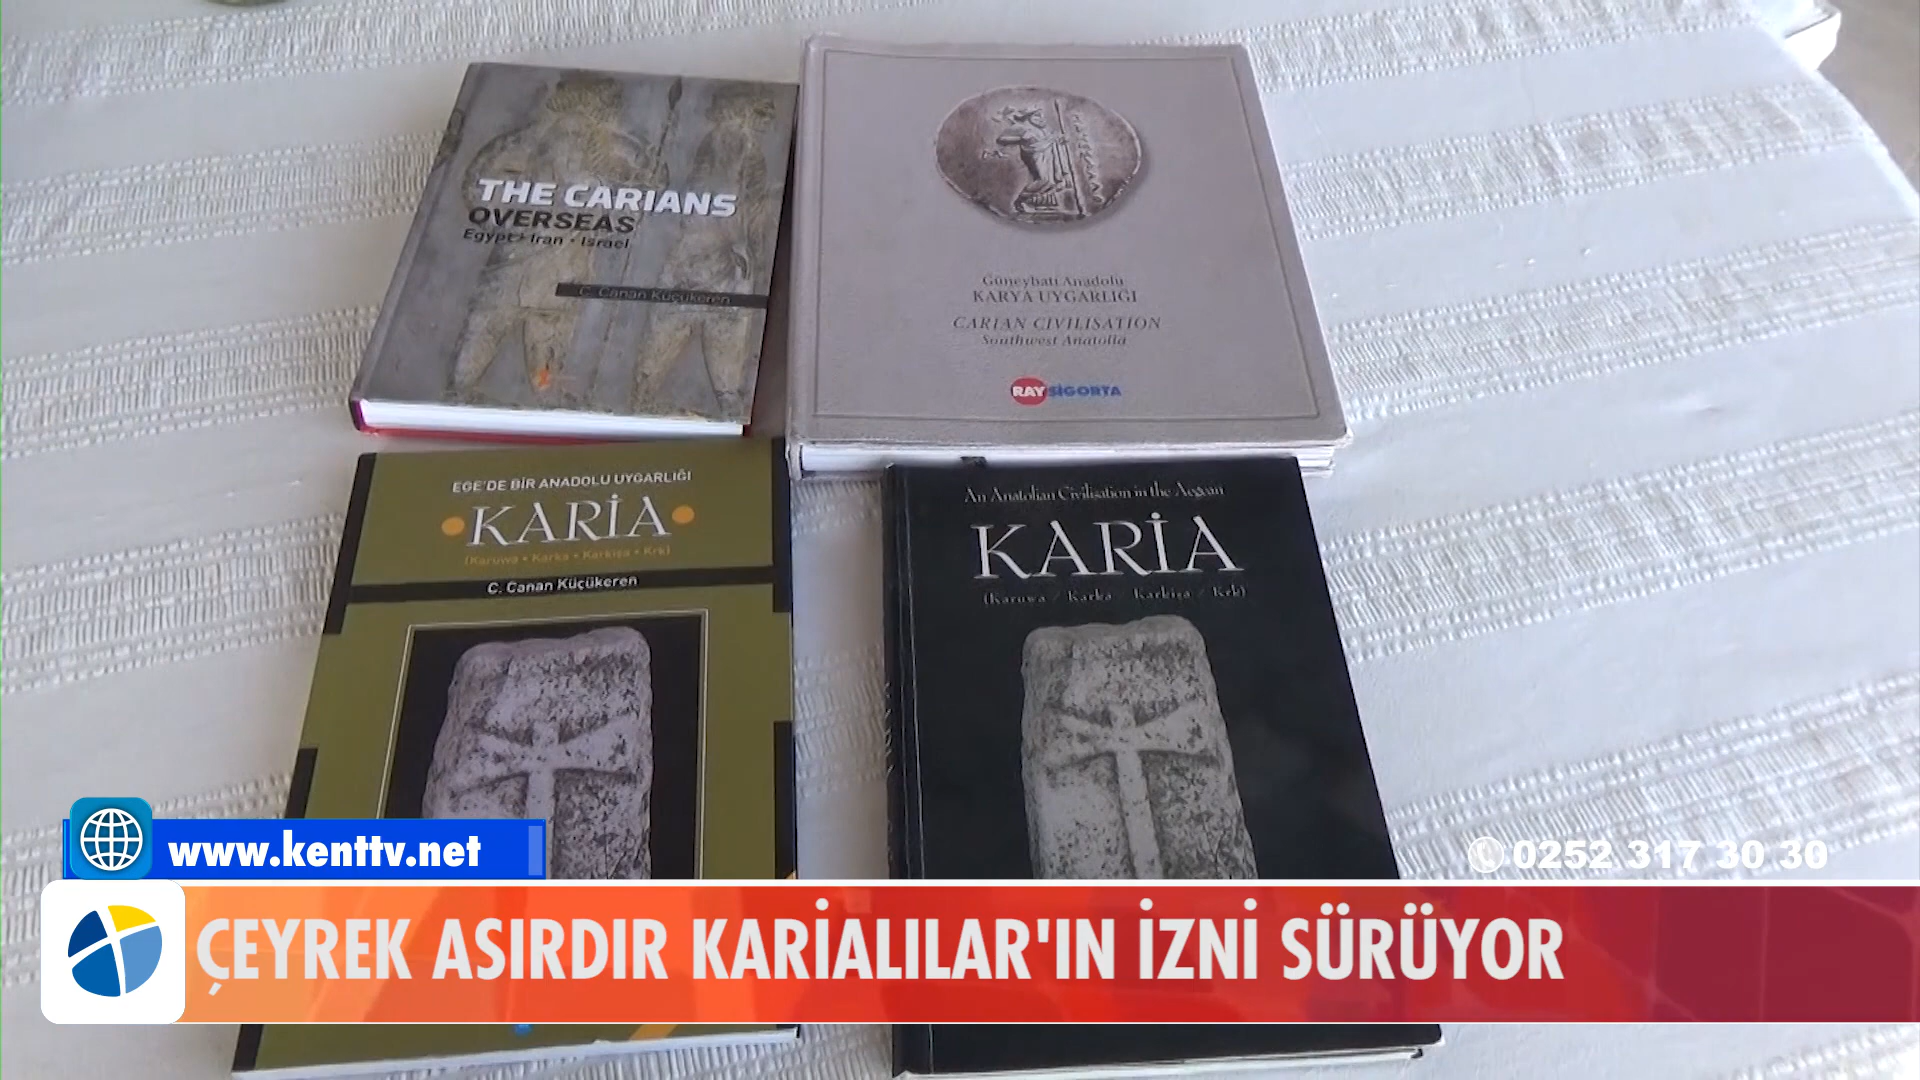 THE CARIANS
OVERSEAS
Egypt • Iran • Israel
C. Canan Küçükeren
Güneybatı Anadolu
KARYA UYGARLIĞI
CARIAN CIVILISATION
Southwest Anatolia
RAY SİGORTA
EGE'DE BİR ANADOLU UYGARLIĞI
KARİA
(Karuwa • Karka • Karkişa • Krk)
C. Canan Küçükeren
An Anatolian Civilisation in the Aegean
KARİA
(Karuwa / Karka / Karkişa / Krk)
www.kenttv.net
0252 317 30 30
ÇEYREK ASIRDIR KARİALILAR'IN İZNİ SÜRÜYOR